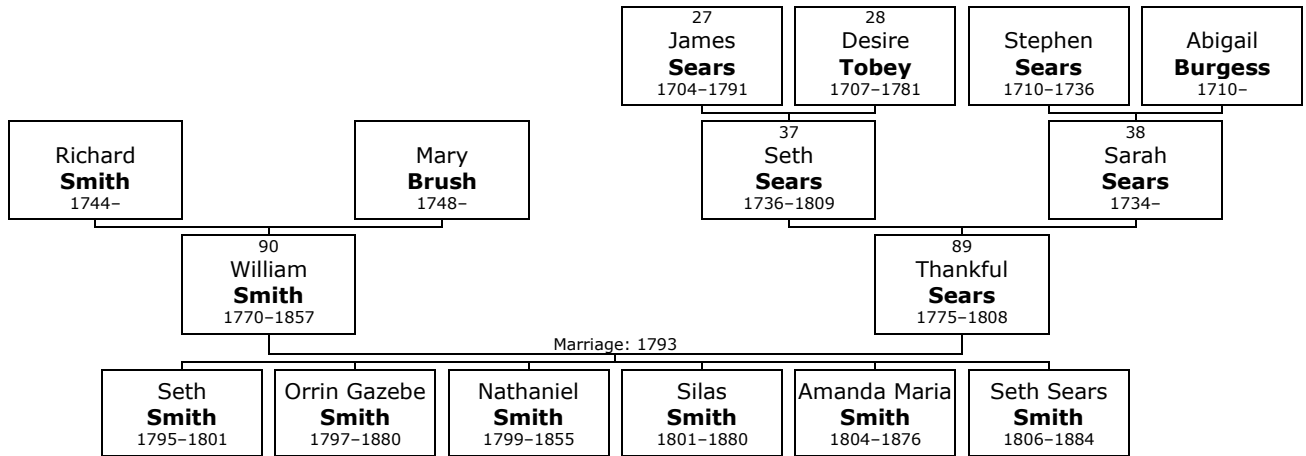 27
James
Sears
1704–1791
28
Desire
Tobey
1707–1781
Stephen
Sears
1710–1736
Abigail
Burgess
1710–
Richard
Smith
1744–
Mary
Brush
1748–
37
Seth
Sears
1736–1809
38
Sarah
Sears
1734–
90
William
Smith
1770–1857
89
Thankful
Sears
1775–1808
Marriage: 1793
Seth
Smith
1795–1801
Orrin Gazebe
Smith
1797–1880
Nathaniel
Smith
1799–1855
Silas
Smith
1801–1880
Amanda Maria
Smith
1804–1876
Seth Sears
Smith
1806–1884